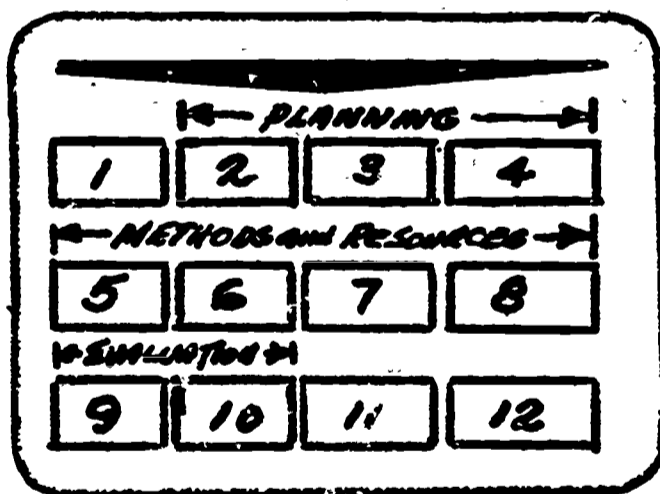 PLANNING
1 2 3 4
METHODS and RESOURCES
5 6 7 8
EVALUATION
9 10 11 12